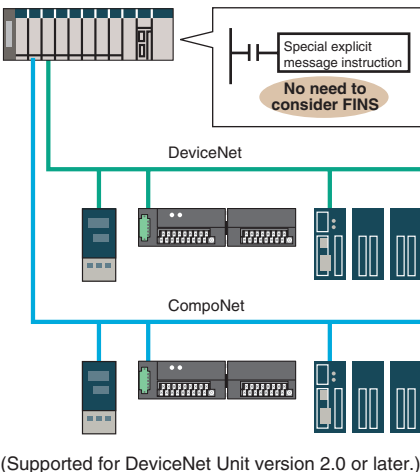 Special explicit
message instruction
No need to
consider FINS
DeviceNet
CompoNet
(Supported for DeviceNet Unit version 2.0 or later.)